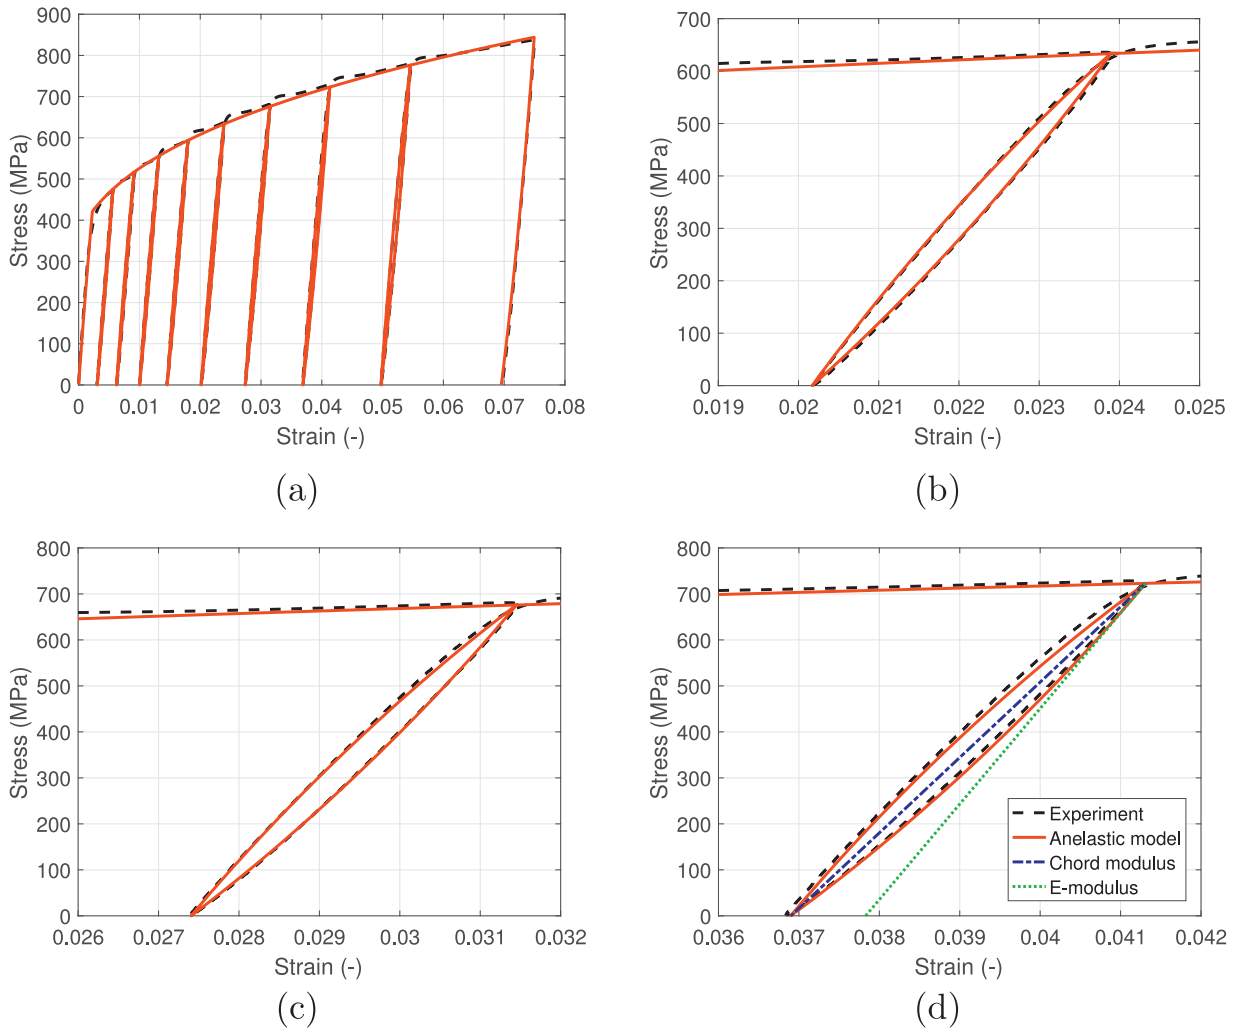 900
800
700
600
500
400
300
200
100
0
Stress (MPa)
0 0.01 0.02 0.03 0.04 0.05 0.06 0.07 0.08
Strain (-)
(a)
700
600
500
400
300
200
100
0
Stress (MPa)
0.019 0.02 0.021 0.022 0.023 0.024 0.025
Strain (-)
(b)
800
700
600
500
400
300
200
100
0
Stress (MPa)
0.026 0.027 0.028 0.029 0.03 0.031 0.032
Strain (-)
(c)
800
700
600
500
400
300
200
100
0
Stress (MPa)
Experiment
Anelastic model
Chord modulus
E-modulus
0.036 0.037 0.038 0.039 0.04 0.041 0.042
Strain (-)
(d)